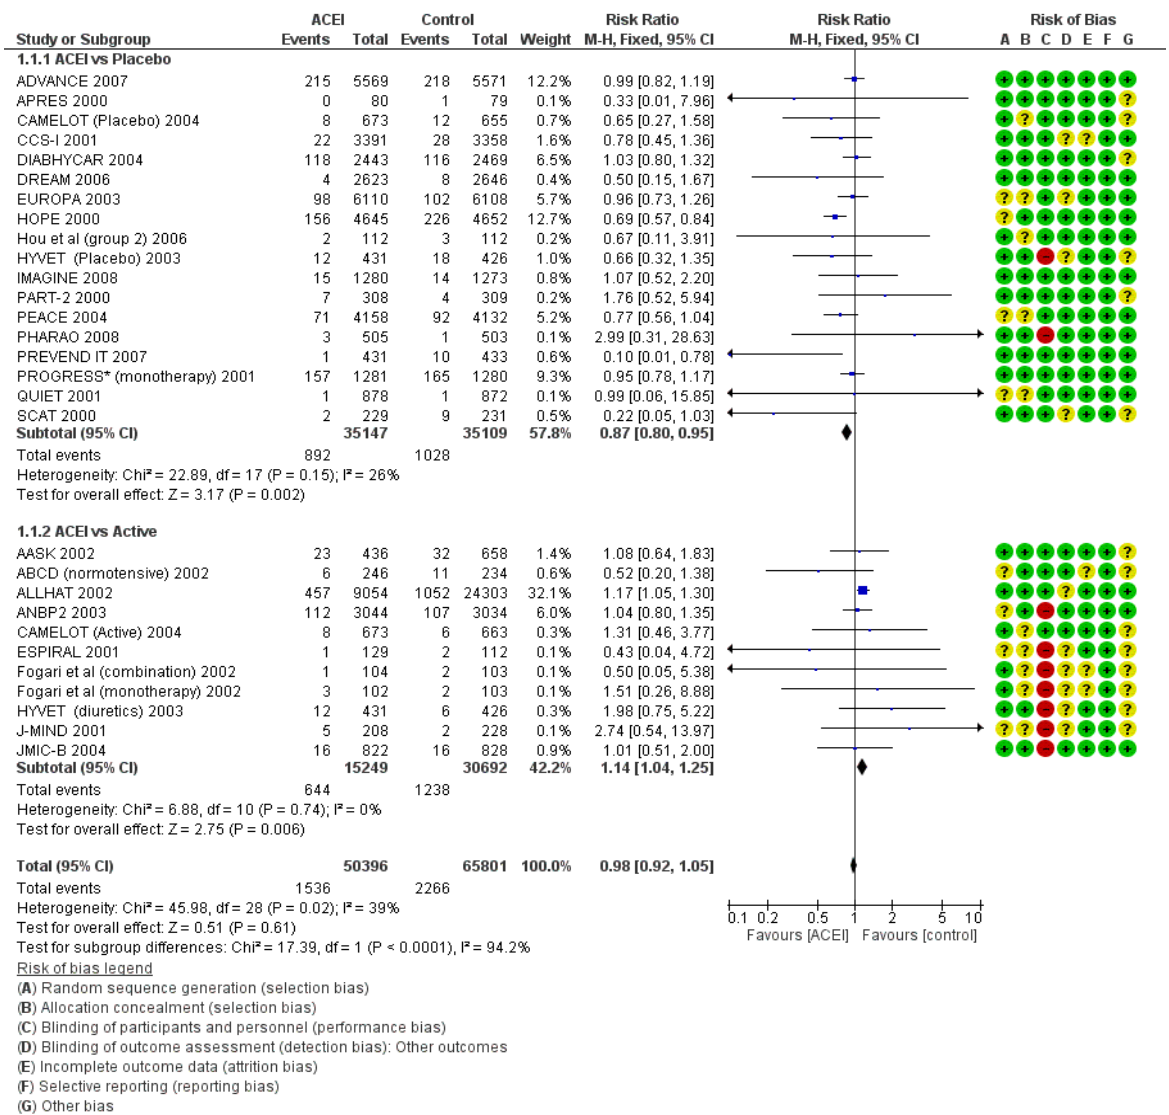 ACEI Control Risk Ratio Risk Ratio Risk of Bias
Study or Subgroup Events Total Events Total Weight M-H, Fixed, 95% CI M-H, Fixed, 95% CI A B C D E F G
1.1.1 ACEI vs Placebo
ADVANCE 2007 215 5569 218 5571 12.2% 0.99 [0.82, 1.19] + + + + + + +
APRES 2000 0 80 1 79 0.1% 0.33 [0.01, 7.96] + + + + + + ?
CAMELOT (Placebo) 2004 8 673 12 655 0.7% 0.65 [0.27, 1.58] + ? + + + + ?
CCS-I 2001 22 3391 28 3358 1.6% 0.78 [0.45, 1.36] + + + ? ? + +
DIABHYCAR 2004 118 2443 116 2469 6.5% 1.03 [0.80, 1.32] + + + + + + ?
DREAM 2006 4 2623 8 2646 0.4% 0.50 [0.15, 1.67] + + + + + + +
EUROPA 2003 98 6110 102 6108 5.7% 0.96 [0.73, 1.26] ? ? + ? + + +
HOPE 2000 156 4645 226 4652 12.7% 0.69 [0.57, 0.84] ? + + + + + +
Hou et al (group 2) 2006 2 112 3 112 0.2% 0.67 [0.11, 3.91] + ? + + + + +
HYVET (Placebo) 2003 12 431 18 426 1.0% 0.66 [0.32, 1.35] + + - ? + + ?
IMAGINE 2008 15 1280 14 1273 0.8% 1.07 [0.52, 2.20] + + + + + + +
PART-2 2000 7 308 4 309 0.2% 1.76 [0.52, 5.94] + + + + + + ?
PEACE 2004 71 4158 92 4132 5.2% 0.77 [0.56, 1.04] ? ? + + + + +
PHARAO 2008 3 505 1 503 0.1% 2.99 [0.31, 28.63] + + - + + + +
PREVEND IT 2007 1 431 10 433 0.6% 0.10 [0.01, 0.78] + + + + + + +
PROGRESS* (monotherapy) 2001 157 1281 165 1280 9.3% 0.95 [0.78, 1.17] + + + + + + +
QUIET 2001 1 878 1 872 0.1% 0.99 [0.06, 15.85] ? ? + + + + +
SCAT 2000 2 229 9 231 0.5% 0.22 [0.05, 1.03] + + + ? + + ?
Subtotal (95% CI) 35147 35109 57.8% 0.87 [0.80, 0.95]
Total events 892 1028
Heterogeneity: Chi² = 22.89, df = 17 (P = 0.15); I² = 26%
Test for overall effect: Z = 3.17 (P = 0.002)
1.1.2 ACEI vs Active
AASK 2002 23 436 32 658 1.4% 1.08 [0.64, 1.83] + + + + + + ?
ABCD (normotensive) 2002 6 246 11 234 0.6% 0.52 [0.20, 1.38] ? + + + ? + ?
ALLHAT 2002 457 9054 1052 24303 32.1% 1.17 [1.05, 1.30] + + + ? + + +
ANBP2 2003 112 3044 107 3034 6.0% 1.04 [0.80, 1.35] ? + - + + + +
CAMELOT (Active) 2004 8 673 6 663 0.3% 1.31 [0.46, 3.77] + ? + + + + ?
ESPIRAL 2001 1 129 2 112 0.1% 0.43 [0.04, 4.72] ? ? - ? + + ?
Fogari et al (combination) 2002 1 104 2 103 0.1% 0.50 [0.05, 5.38] + ? - ? ? + ?
Fogari et al (monotherapy) 2002 3 102 2 103 0.1% 1.51 [0.26, 8.88] + ? - ? ? + ?
HYVET (diuretics) 2003 12 431 6 426 0.3% 1.98 [0.75, 5.22] + + - ? + + ?
J-MIND 2001 5 208 2 228 0.1% 2.74 [0.54, 13.97] ? ? - ? ? + ?
JMIC-B 2004 16 822 16 828 0.9% 1.01 [0.51, 2.00] + + - + + + +
Subtotal (95% CI) 15249 30692 42.2% 1.14 [1.04, 1.25]
Total events 644 1238
Heterogeneity: Chi² = 6.88, df = 10 (P = 0.74); I² = 0%
Test for overall effect: Z = 2.75 (P = 0.006)
Total (95% CI) 50396 65801 100.0% 0.98 [0.92, 1.05]
Total events 1536 2266
Heterogeneity: Chi² = 45.98, df = 28 (P = 0.02); I² = 39%
Test for overall effect: Z = 0.51 (P = 0.61)
Test for subgroup differences: Chi² = 17.39, df = 1 (P < 0.0001), I² = 94.2%
0.1 0.2 0.5 1 2 5 10
Favours [ACEI] Favours [control]
Risk of bias legend
(A) Random sequence generation (selection bias)
(B) Allocation concealment (selection bias)
(C) Blinding of participants and personnel (performance bias)
(D) Blinding of outcome assessment (detection bias): Other outcomes
(E) Incomplete outcome data (attrition bias)
(F) Selective reporting (reporting bias)
(G) Other bias